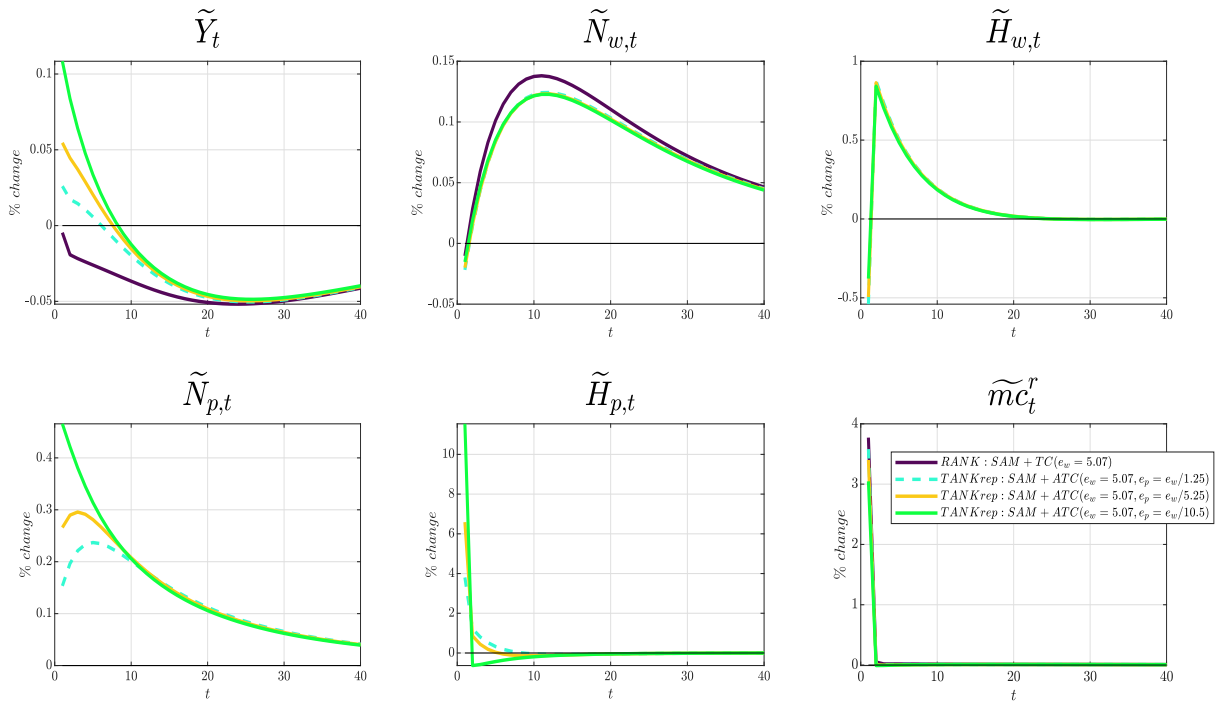 Ỹ_t
Ñ_{w,t}
H̃_{w,t}
% change
0.1
0.05
0
-0.05
0 10 20 30 40
t
% change
0.15
0.1
0.05
0
-0.05
0 10 20 30 40
t
% change
1
0.5
0
-0.5
0 10 20 30 40
t
Ñ_{p,t}
H̃_{p,t}
m̃c^r_t
% change
0.4
0.3
0.2
0.1
0
0 10 20 30 40
t
% change
10
8
6
4
2
0
0 10 20 30 40
t
% change
4
3
2
1
0
0 10 20 30 40
t
RANK : SAM + TC(e_w = 5.07)
TANKrep : SAM + ATC(e_w = 5.07, e_p = e_w/1.25)
TANKrep : SAM + ATC(e_w = 5.07, e_p = e_w/5.25)
TANKrep : SAM + ATC(e_w = 5.07, e_p = e_w/10.5)